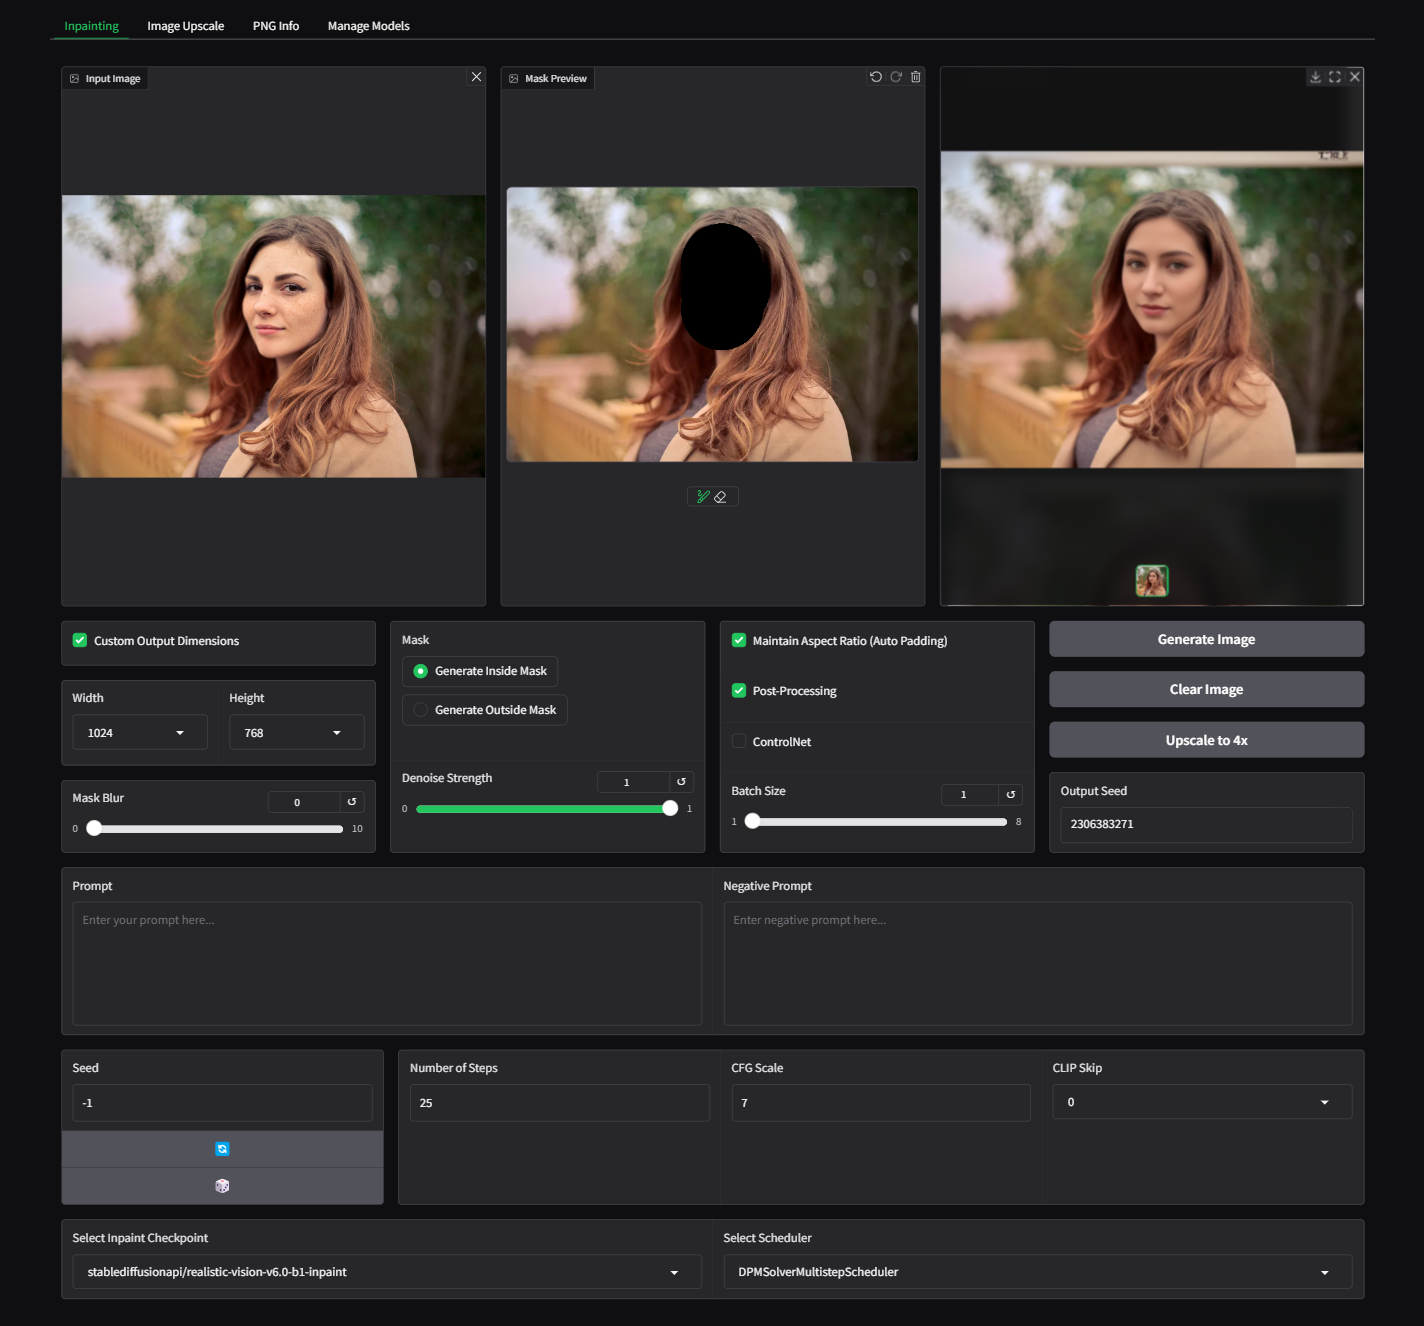 Inpainting
Image Upscale
PNG Info
Manage Models
Input Image
Mask Preview
Custom Output Dimensions
Width
Height
1024
768
Mask Blur
0
↺
0
10
Mask
Generate Inside Mask
Generate Outside Mask
Denoise Strength
1
↺
0
1
Maintain Aspect Ratio (Auto Padding)
Post-Processing
ControlNet
Batch Size
1
↺
1
8
Generate Image
Clear Image
Upscale to 4x
Output Seed
2306383271
Prompt
Enter your prompt here...
Negative Prompt
Enter negative prompt here...
Seed
-1
Number of Steps
25
CFG Scale
7
CLIP Skip
0
Select Inpaint Checkpoint
stablediffusionapi/realistic-vision-v6.0-b1-inpaint
Select Scheduler
DPMSolverMultistepScheduler